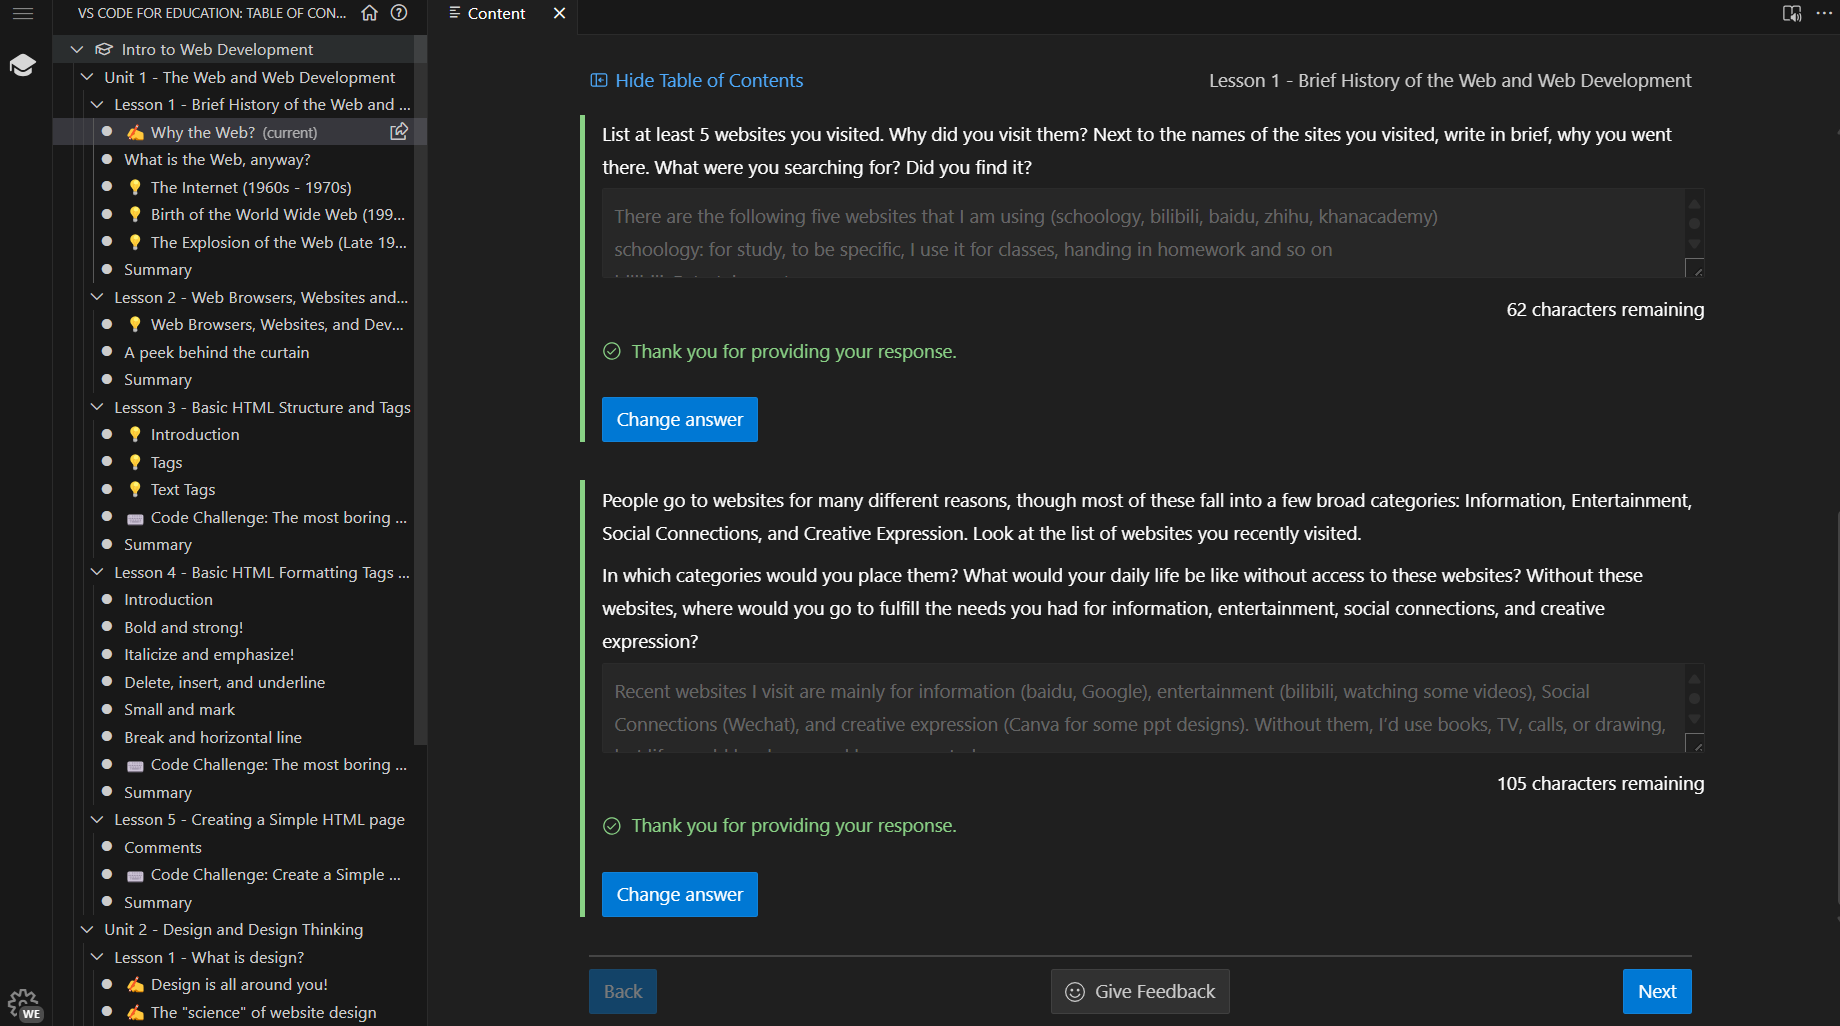 VS CODE FOR EDUCATION: TABLE OF CON...
Intro to Web Development
Unit 1 - The Web and Web Development
Lesson 1 - Brief History of the Web and ...
Why the Web? (current)
What is the Web, anyway?
The Internet (1960s - 1970s)
Birth of the World Wide Web (199...
The Explosion of the Web (Late 19...
Summary
Lesson 2 - Web Browsers, Websites and...
Web Browsers, Websites, and Dev...
A peek behind the curtain
Summary
Lesson 3 - Basic HTML Structure and Tags
Introduction
Tags
Text Tags
Code Challenge: The most boring ...
Summary
Lesson 4 - Basic HTML Formatting Tags ...
Introduction
Bold and strong!
Italicize and emphasize!
Delete, insert, and underline
Small and mark
Break and horizontal line
Code Challenge: The most boring ...
Summary
Lesson 5 - Creating a Simple HTML page
Comments
Code Challenge: Create a Simple ...
Summary
Unit 2 - Design and Design Thinking
Lesson 1 - What is design?
Design is all around you!
The "science" of website design
WE
Content
Hide Table of Contents
Lesson 1 - Brief History of the Web and Web Development
List at least 5 websites you visited. Why did you visit them? Next to the names of the sites you visited, write in brief, why you went
there. What were you searching for? Did you find it?
There are the following five websites that I am using (schoology, bilibili, baidu, zhihu, khanacademy)
schoology: for study, to be specific, I use it for classes, handing in homework and so on
62 characters remaining
Thank you for providing your response.
Change answer
People go to websites for many different reasons, though most of these fall into a few broad categories: Information, Entertainment,
Social Connections, and Creative Expression. Look at the list of websites you recently visited.
In which categories would you place them? What would your daily life be like without access to these websites? Without these
websites, where would you go to fulfill the needs you had for information, entertainment, social connections, and creative
expression?
Recent websites I visit are mainly for information (baidu, Google), entertainment (bilibili, watching some videos), Social
Connections (Wechat), and creative expression (Canva for some ppt designs). Without them, I'd use books, TV, calls, or drawing,
105 characters remaining
Thank you for providing your response.
Change answer
Back
Give Feedback
Next